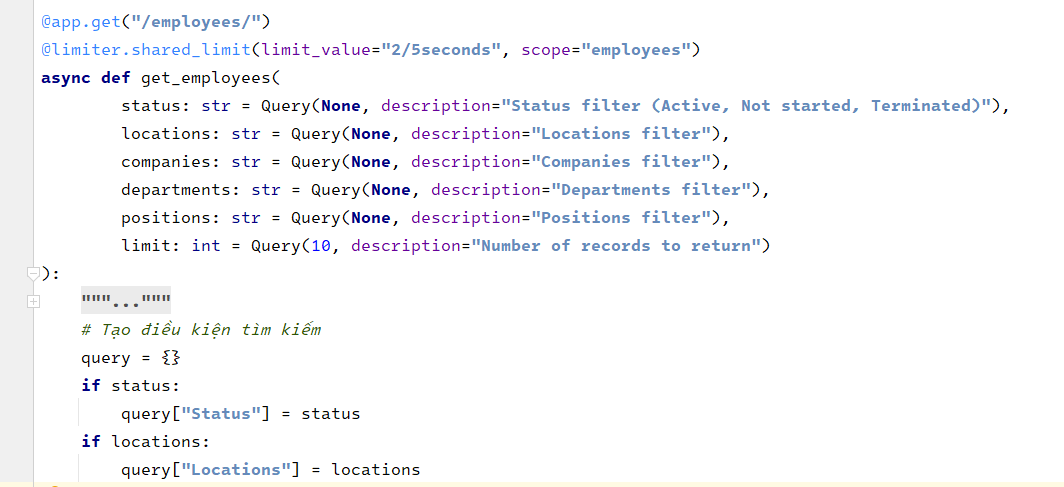 @app.get("/employees/")
@limiter.shared_limit(limit_value="2/5seconds", scope="employees")
async def get_employees(
        status: str = Query(None, description="Status filter (Active, Not started, Terminated)"),
        locations: str = Query(None, description="Locations filter"),
        companies: str = Query(None, description="Companies filter"),
        departments: str = Query(None, description="Departments filter"),
        positions: str = Query(None, description="Positions filter"),
        limit: int = Query(10, description="Number of records to return")
):
    """..."""
    # Tạo điều kiện tìm kiếm
    query = {}
    if status:
        query["Status"] = status
    if locations:
        query["Locations"] = locations